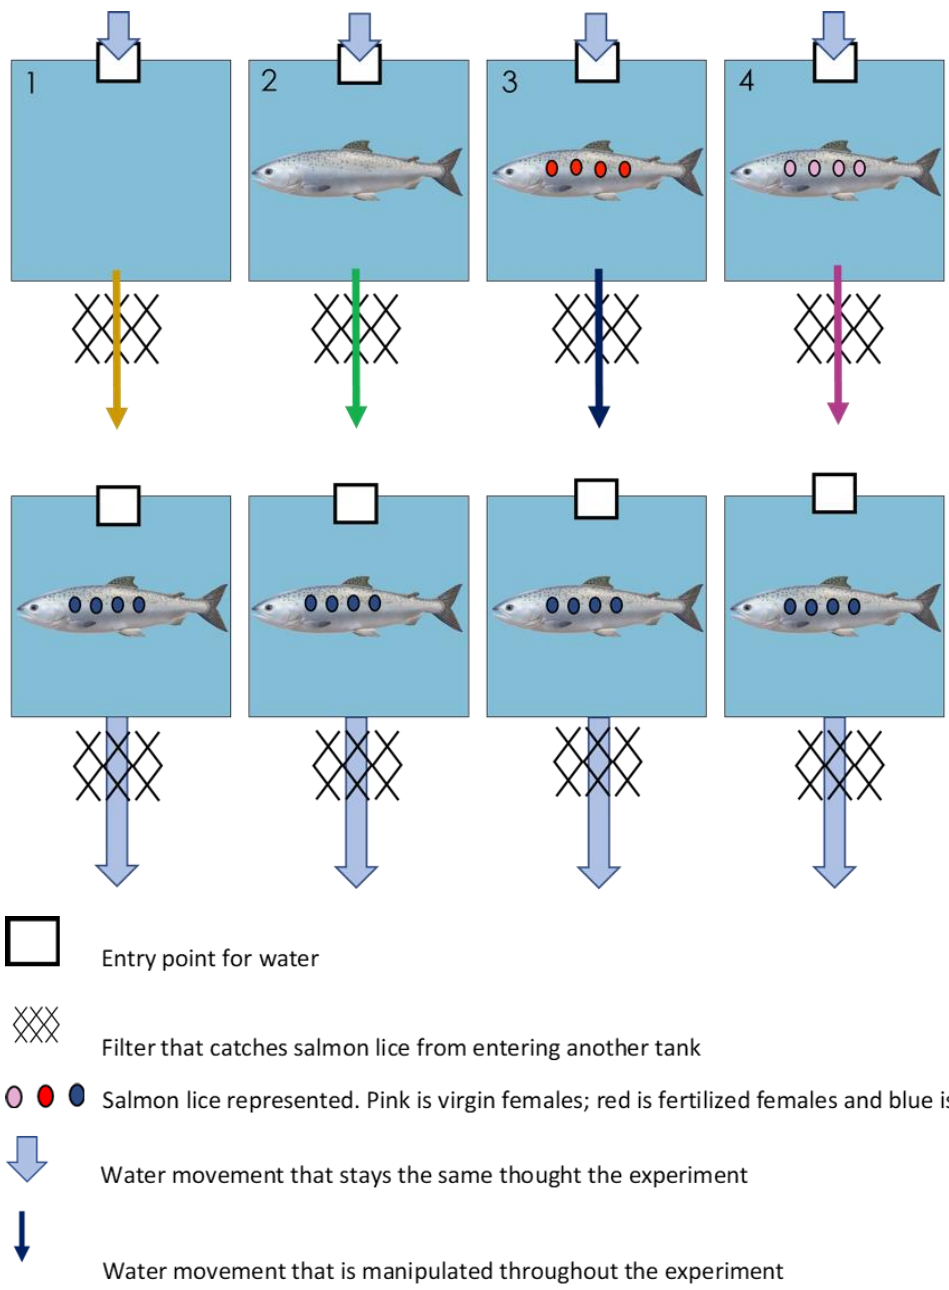 1
2
3
4
Entry point for water
Filter that catches salmon lice from entering another tank
Salmon lice represented. Pink is virgin females; red is fertilized females and blue is
Water movement that stays the same thought the experiment
Water movement that is manipulated throughout the experiment